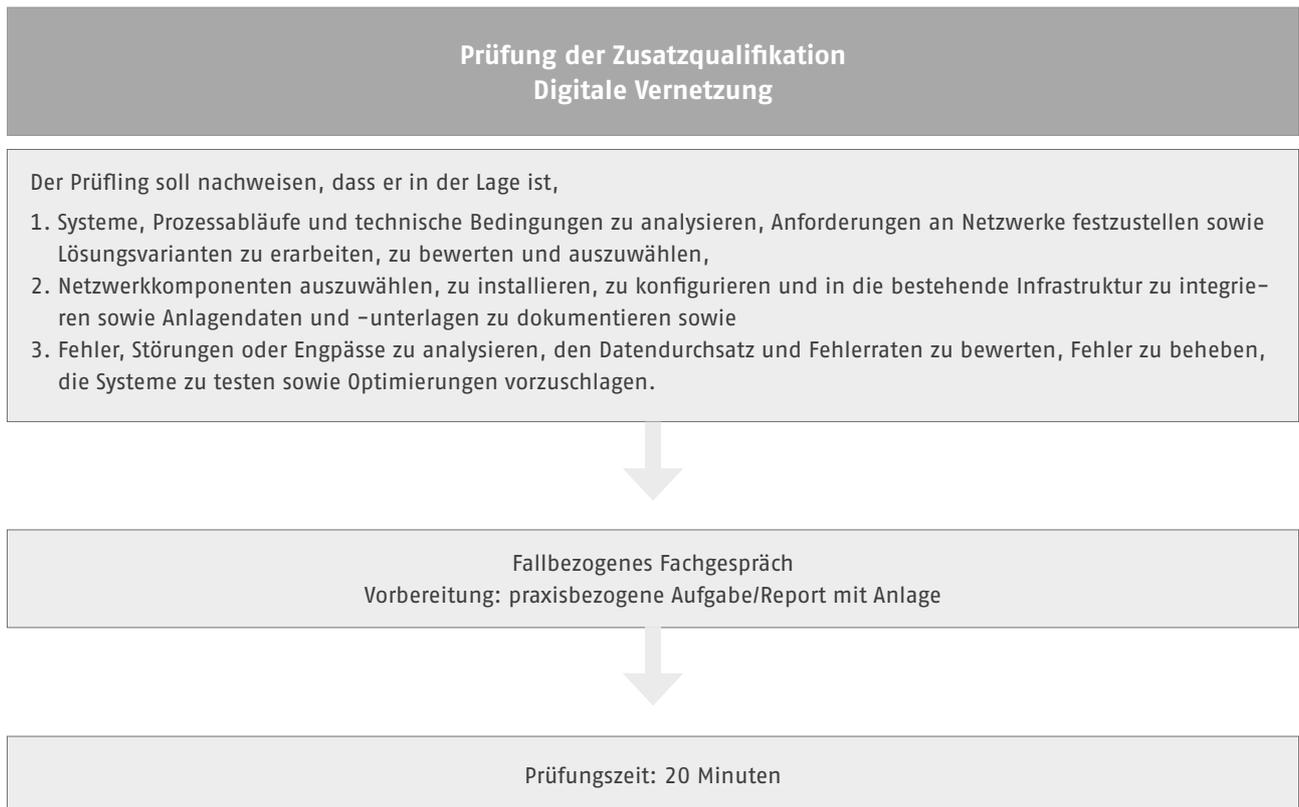 Prüfung der Zusatzqualifikation
Digitale Vernetzung
Der Prüfling soll nachweisen, dass er in der Lage ist,
1. Systeme, Prozessabläufe und technische Bedingungen zu analysieren, Anforderungen an Netzwerke festzustellen sowie
Lösungsvarianten zu erarbeiten, zu bewerten und auszuwählen,
2. Netzwerkkomponenten auszuwählen, zu installieren, zu konfigurieren und in die bestehende Infrastruktur zu integrie-
ren sowie Anlagendaten und -unterlagen zu dokumentieren sowie
3. Fehler, Störungen oder Engpässe zu analysieren, den Datendurchsatz und Fehlerraten zu bewerten, Fehler zu beheben,
die Systeme zu testen sowie Optimierungen vorzuschlagen.
Fallbezogenes Fachgespräch
Vorbereitung: praxisbezogene Aufgabe/Report mit Anlage
Prüfungszeit: 20 Minuten